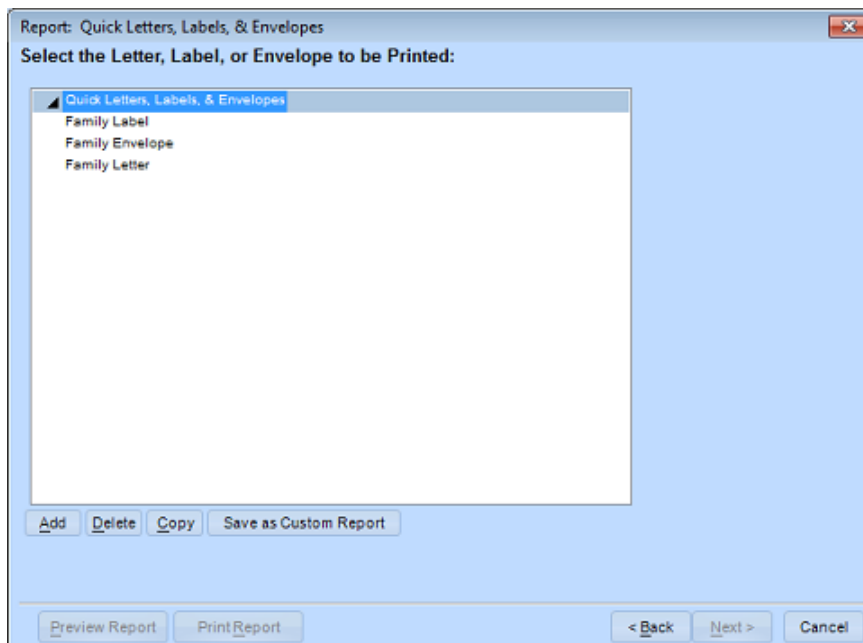 Report: Quick Letters, Labels, & Envelopes
Select the Letter, Label, or Envelope to be Printed:
Quick Letters, Labels, & Envelopes
Family Label
Family Envelope
Family Letter
Add Delete Copy Save as Custom Report
Preview Report Print Report < Back Next > Cancel